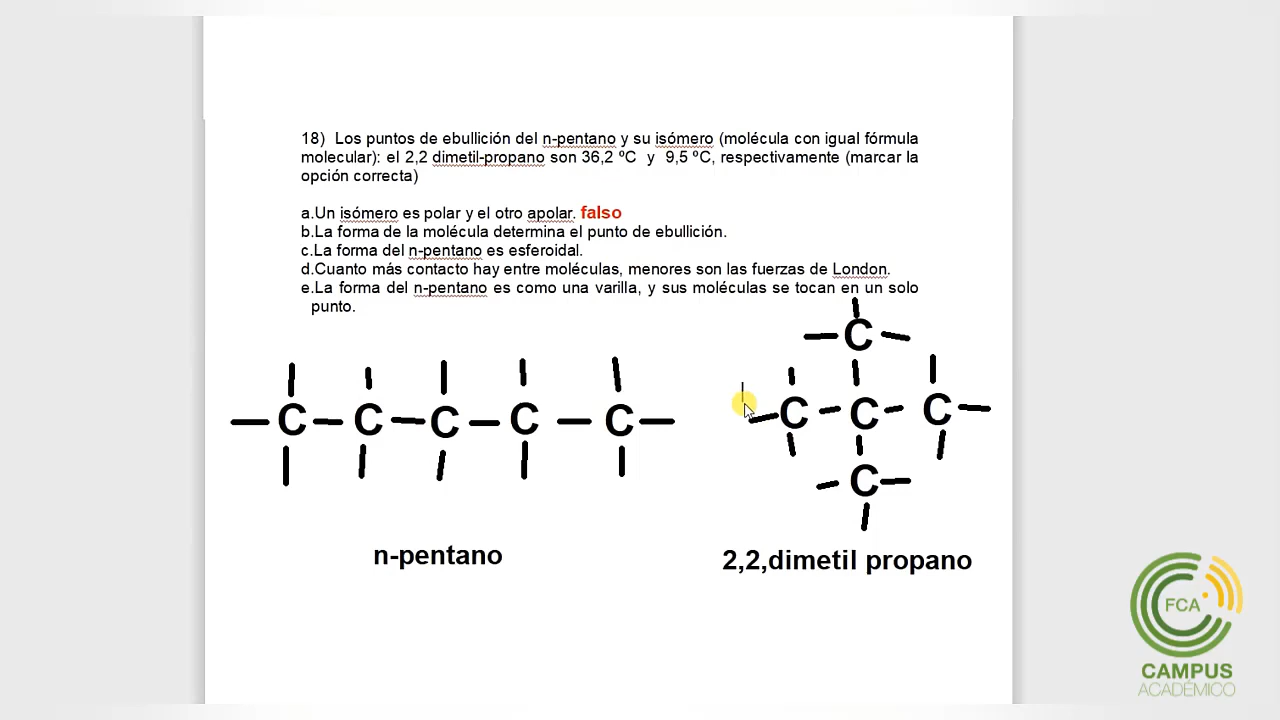 18) Los puntos de ebullición del n-pentano y su isómero (molécula con igual fórmula
molecular): el 2,2 dimetil-propano son 36,2 ºC y 9,5 ºC, respectivamente (marcar la
opción correcta)
a.Un isómero es polar y el otro apolar. falso
b.La forma de la molécula determina el punto de ebullición.
c.La forma del n-pentano es esferoidal.
d.Cuanto más contacto hay entre moléculas, menores son las fuerzas de London.
e.La forma del n-pentano es como una varilla, y sus moléculas se tocan en un solo
punto.
C
C C C C C
C C C
C
n-pentano
2,2,dimetil propano
FCA
CAMPUS
ACADÉMICO